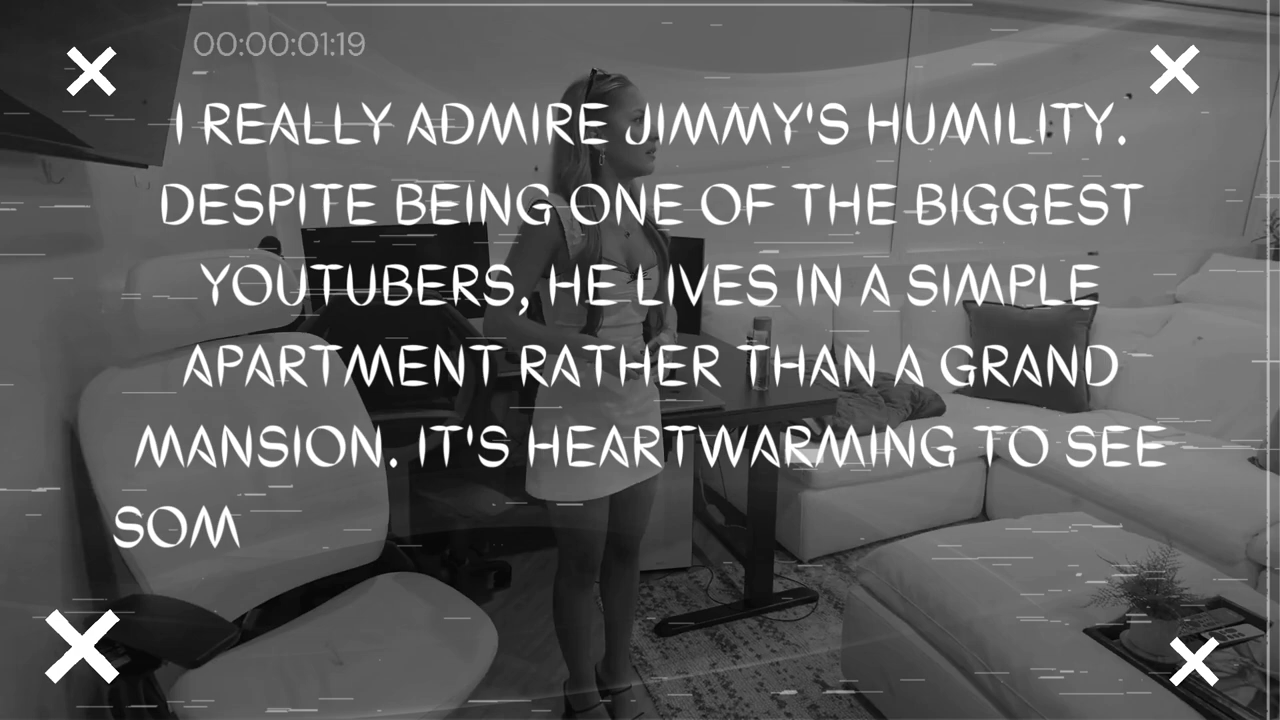 00:00:01:19
I REALLY ADMIRE JIMMY'S HUMILITY.
DESPITE BEING ONE OF THE BIGGEST
YOUTUBERS, HE LIVES IN A SIMPLE
APARTMENT RATHER THAN A GRAND
MANSION. IT'S HEARTWARMING TO SEE
SOM